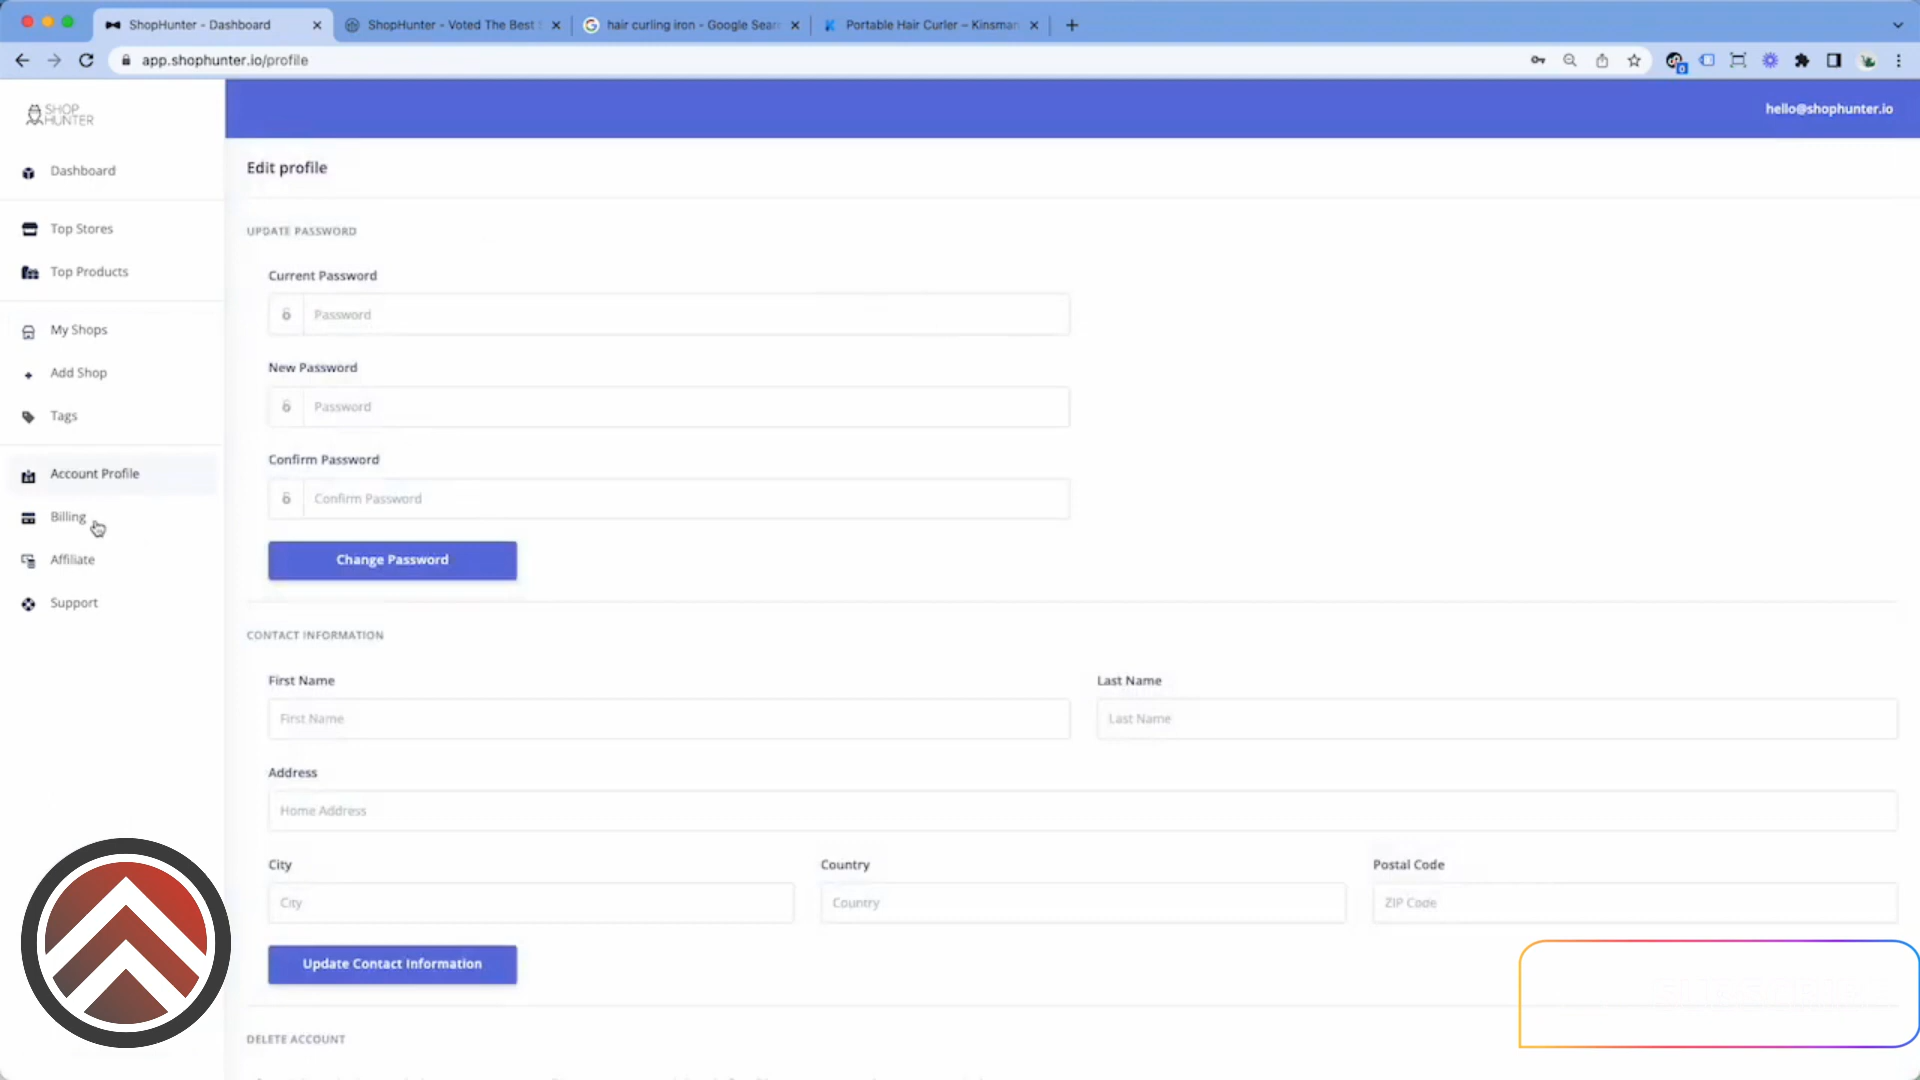 ShopHunter - Dashboard
ShopHunter - Voted The Best
hair curling iron - Google Sear
Portable Hair Curler – Kinsman
app.shophunter.io/profile
SHOP
HUNTER
hello@shophunter.io
Dashboard
Top Stores
Top Products
My Shops
Add Shop
Tags
Account Profile
Billing
Affiliate
Support
Edit profile
UPDATE PASSWORD
Current Password
Password
New Password
Password
Confirm Password
Confirm Password
Change Password
CONTACT INFORMATION
First Name
Last Name
First Name
Last Name
Address
Home Address
City
Country
Postal Code
City
Country
ZIP Code
Update Contact Information
DELETE ACCOUNT